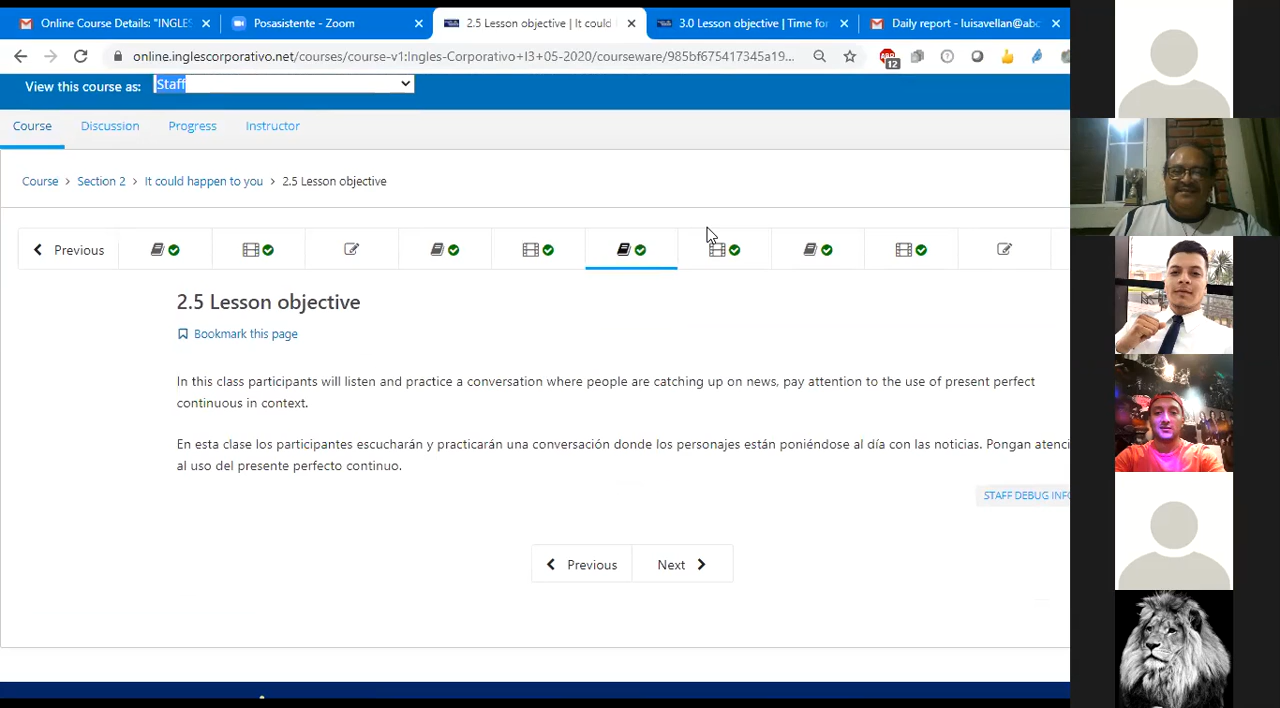 Online Course Details: "INGLES
Posasistente - Zoom
2.5 Lesson objective | It could
3.0 Lesson objective | Time for
Daily report - luisavellan@abc
online.inglescorporativo.net/courses/course-v1:Ingles-Corporativo+I3+05-2020/courseware/985bf675417345a19...
12
View this course as:
Staff
Course
Discussion
Progress
Instructor
Course > Section 2 > It could happen to you > 2.5 Lesson objective
Previous
2.5 Lesson objective
Bookmark this page
In this class participants will listen and practice a conversation where people are catching up on news, pay attention to the use of present perfect
continuous in context.
En esta clase los participantes escucharán y practicarán una conversación donde los personajes están poniéndose al día con las noticias. Pongan atenci
al uso del presente perfecto continuo.
STAFF DEBUG INFO
Previous
Next